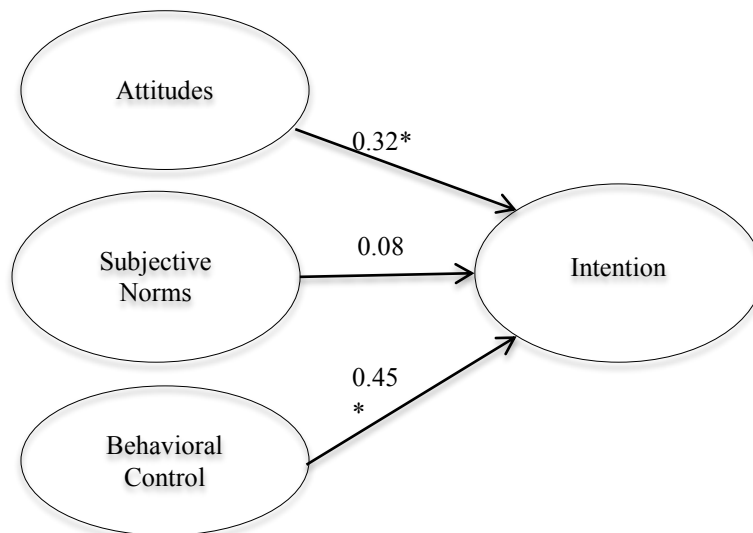 Attitudes
0.32*
Subjective
Norms
0.08
Intention
0.45
*
Behavioral
Control